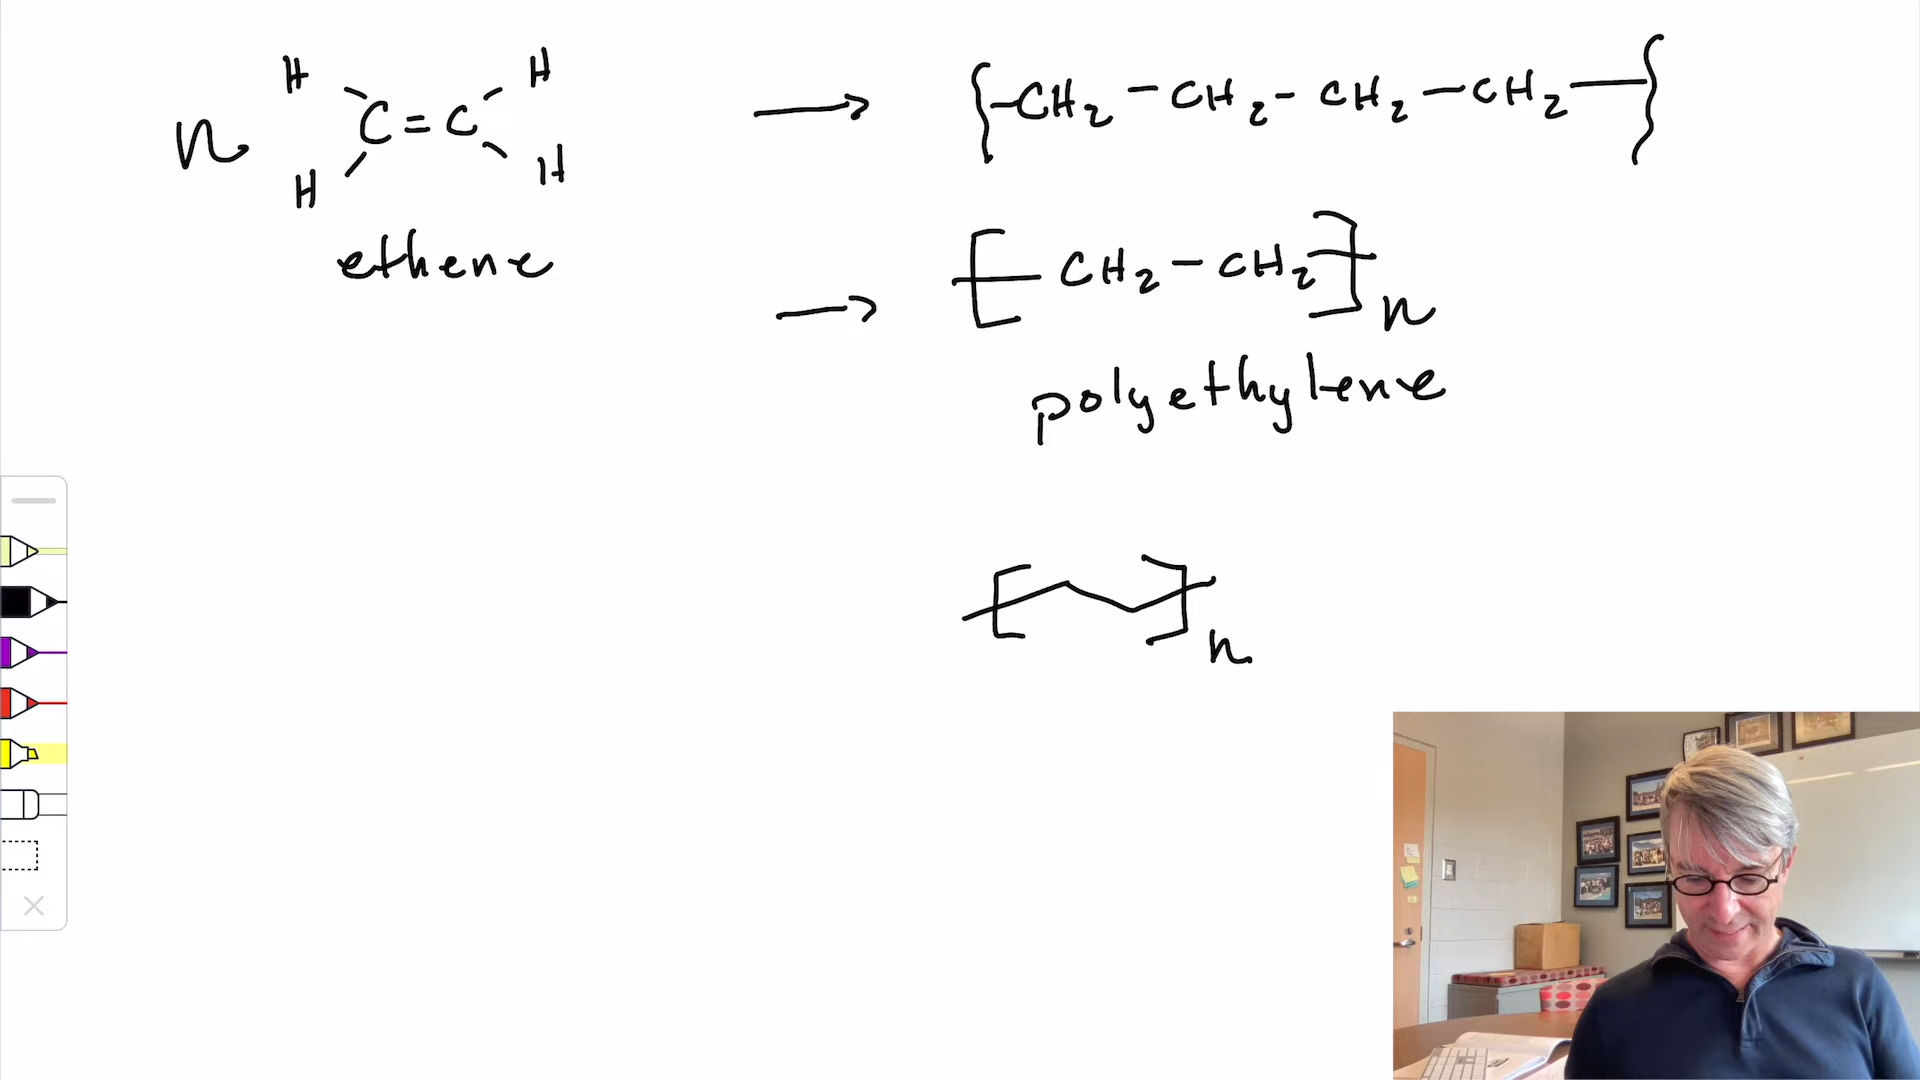 n H H C = C H H
{ -CH2 - CH2 - CH2 - CH2 - }
ethene
[ - CH2 - CH2 - ] n
polyethylene
n